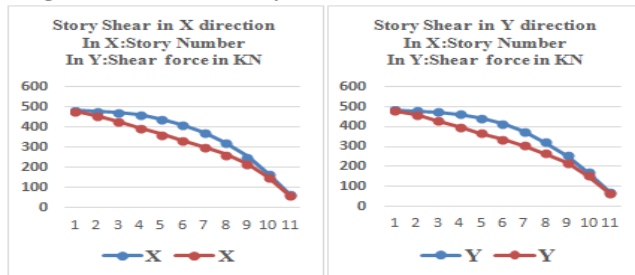 Story Shear in X direction
In X:Story Number
In Y:Shear force in KN
600
500
400
300
200
100
0
1 2 3 4 5 6 7 8 9 10 11
X X
Story Shear in Y direction
In X:Story Number
In Y:Shear force in KN
600
500
400
300
200
100
0
1 2 3 4 5 6 7 8 9 10 11
Y Y